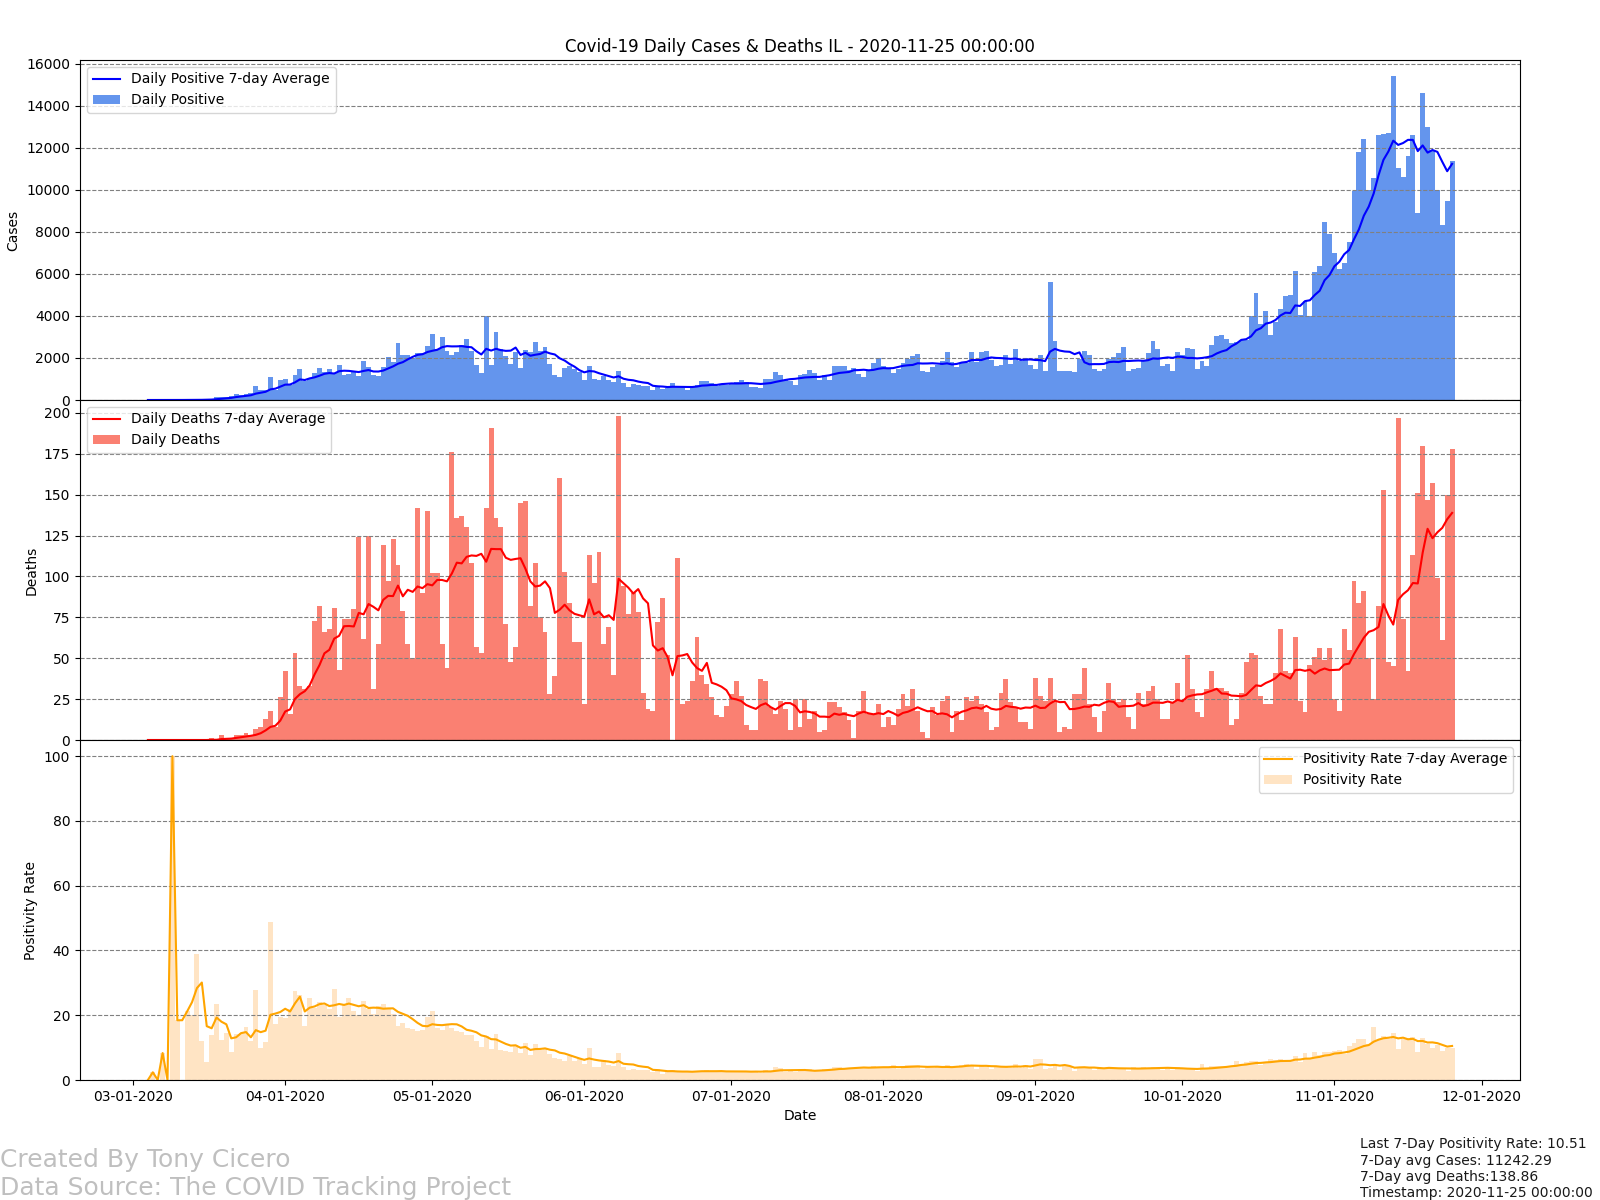 Covid-19 Daily Cases & Deaths IL - 2020-11-25 00:00:00
16000
14000
12000
10000
8000
6000
4000
2000
0
Cases
Daily Positive 7-day Average
Daily Positive
200
175
150
125
100
75
50
25
0
Deaths
Daily Deaths 7-day Average
Daily Deaths
100
80
60
40
20
0
Positivity Rate
Positivity Rate 7-day Average
Positivity Rate
03-01-2020 04-01-2020 05-01-2020 06-01-2020 07-01-2020 08-01-2020 09-01-2020 10-01-2020 11-01-2020 12-01-2020
Date
Created By Tony Cicero
Data Source: The COVID Tracking Project
Last 7-Day Positivity Rate: 10.51
7-Day avg Cases: 11242.29
7-Day avg Deaths:138.86
Timestamp: 2020-11-25 00:00:00